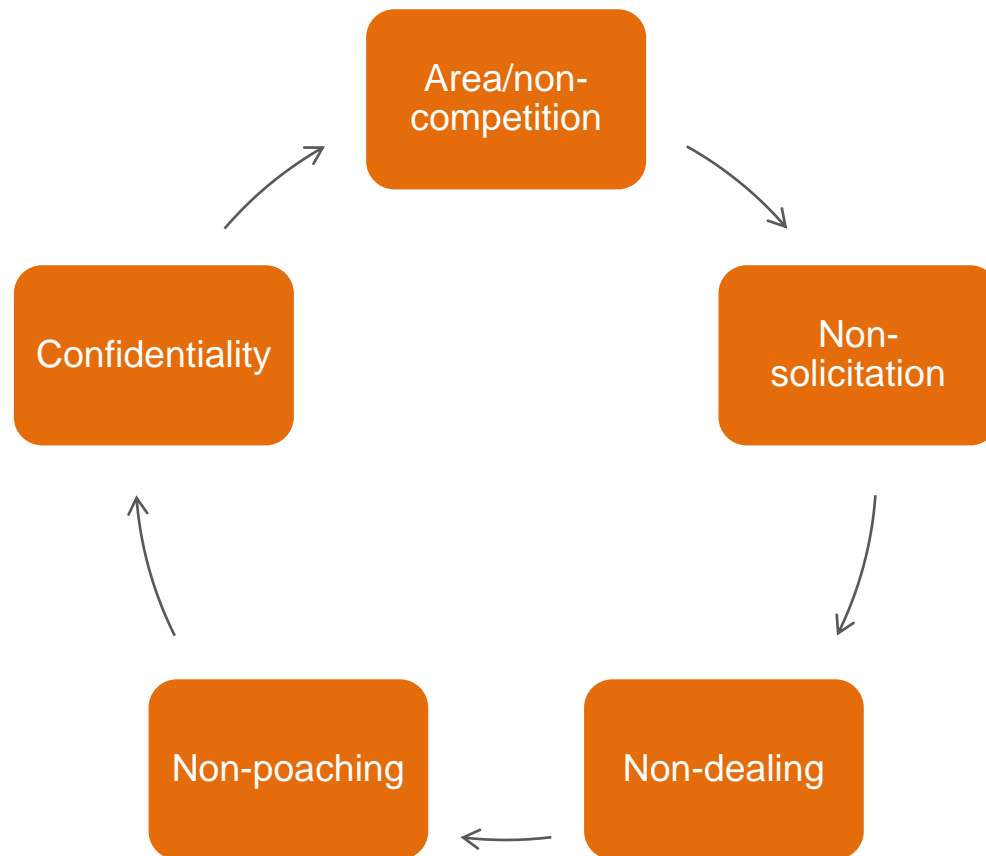 Area/non-
competition
Non-
solicitation
Non-dealing
Non-poaching
Confidentiality